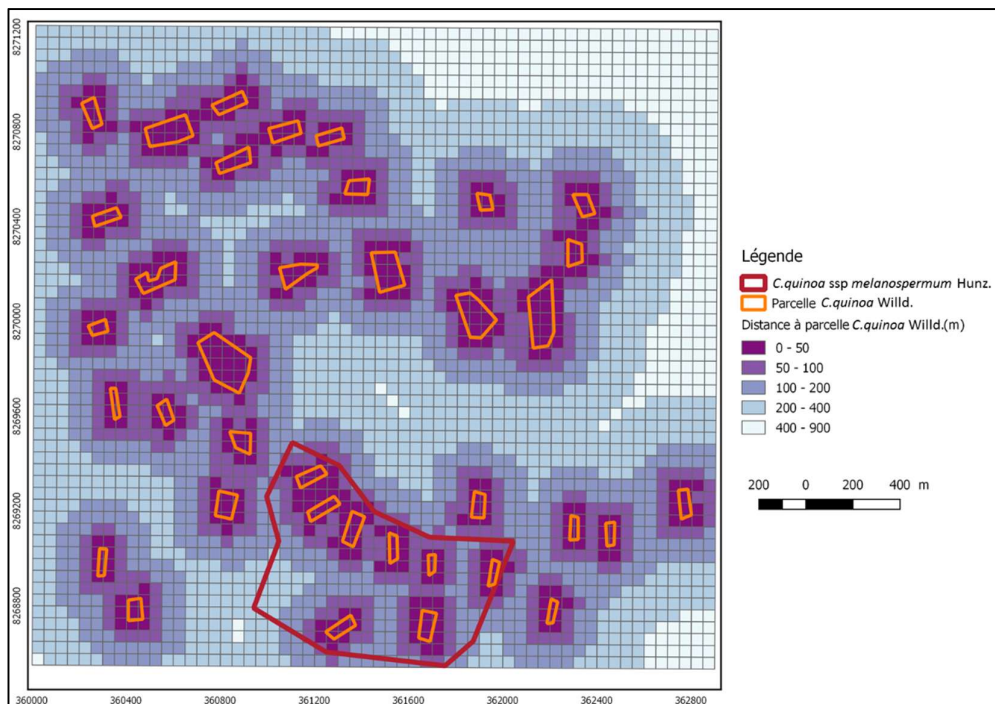 8271200
8270800
8270400
8270000
8269600
8269200
8268800
360000
360400
360800
361200
361600
362000
362400
362800
Légende
C.quinoa ssp melanospermum Hunz.
Parcelle C.quinoa Willd.
Distance à parcelle C.quinoa Willd.(m)
0 - 50
50 - 100
100 - 200
200 - 400
400 - 900
200 0 200 400 m